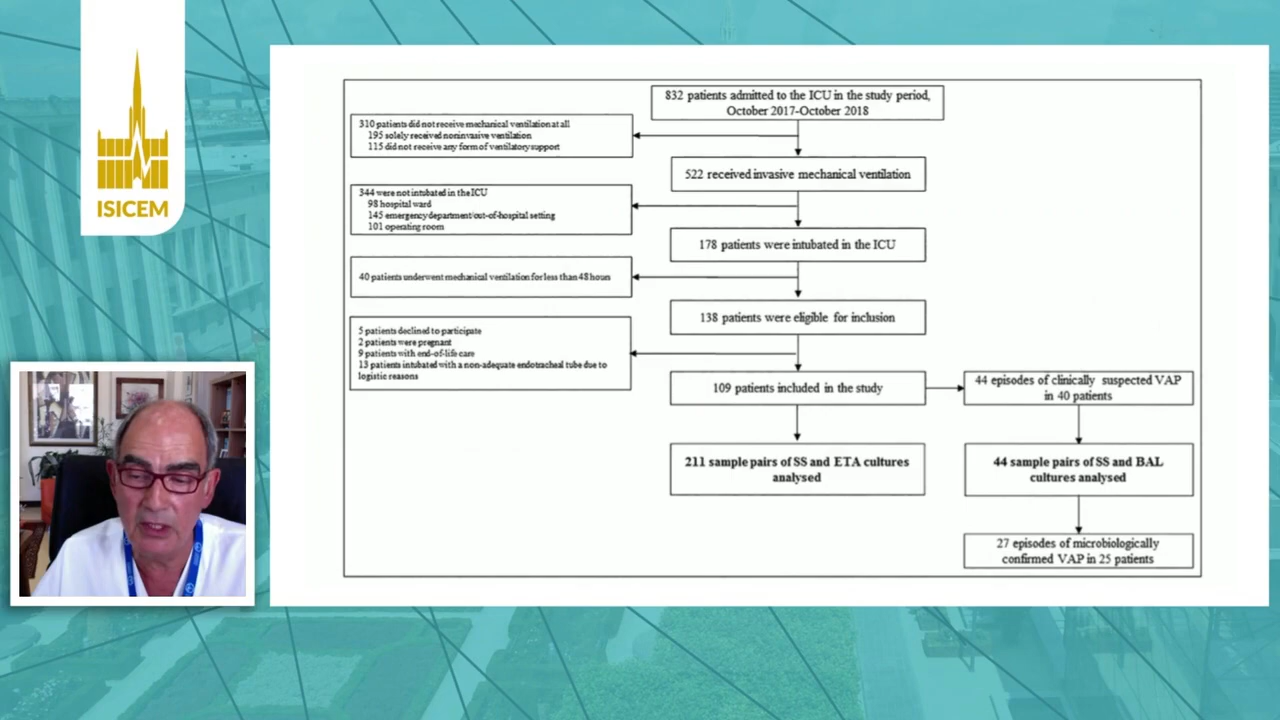 ISICEM
832 patients admitted to the ICU in the study period,
October 2017-October 2018
310 patients did not receive mechanical ventilation at all
195 solely received noninvasive ventilation
115 did not receive any form of ventilatory support
522 received invasive mechanical ventilation
344 were not intubated in the ICU
98 hospital ward
145 emergency department/out-of-hospital setting
101 operating room
178 patients were intubated in the ICU
40 patients underwent mechanical ventilation for less than 48 hours
138 patients were eligible for inclusion
5 patients declined to participate
2 patients were pregnant
9 patients with end-of-life care
13 patients intubated with a non-adequate endotracheal tube due to
logistic reasons
109 patients included in the study
44 episodes of clinically suspected VAP
in 40 patients
211 sample pairs of SS and ETA cultures
analysed
44 sample pairs of SS and BAL
cultures analysed
27 episodes of microbiologically
confirmed VAP in 25 patients